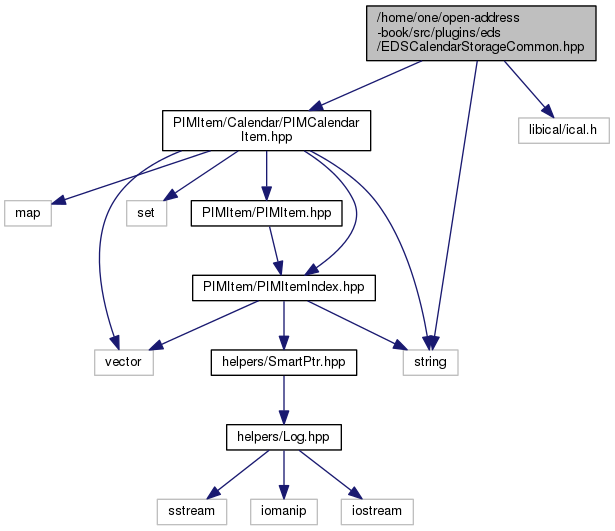 /home/one/open-address
-book/src/plugins/eds
/EDSCalendarStorageCommon.hpp
PIMItem/Calendar/PIMCalendar
Item.hpp
libical/ical.h
map
set
PIMItem/PIMItem.hpp
PIMItem/PIMItemIndex.hpp
vector
helpers/SmartPtr.hpp
string
helpers/Log.hpp
sstream
iomanip
iostream